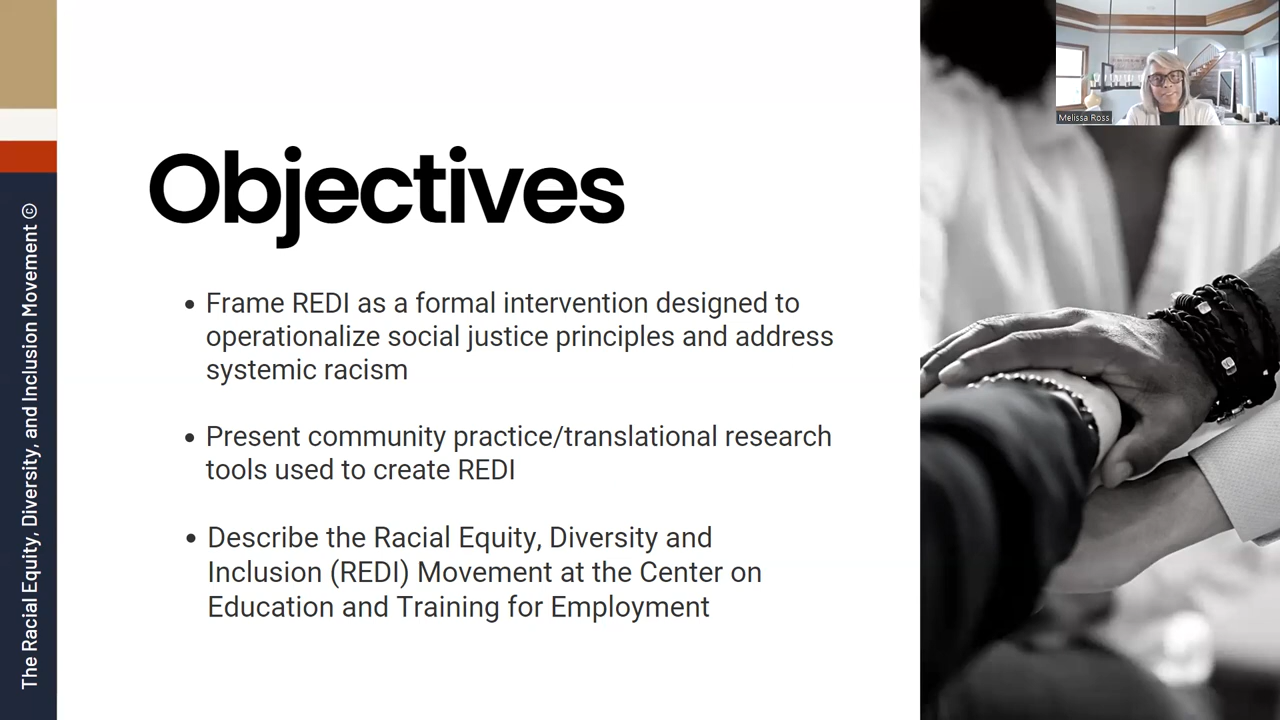 The Racial Equity, Diversity, and Inclusion Movement ©
Objectives
• Frame REDI as a formal intervention designed to
operationalize social justice principles and address
systemic racism
• Present community practice/translational research
tools used to create REDI
• Describe the Racial Equity, Diversity and
Inclusion (REDI) Movement at the Center on
Education and Training for Employment
Melissa Ross